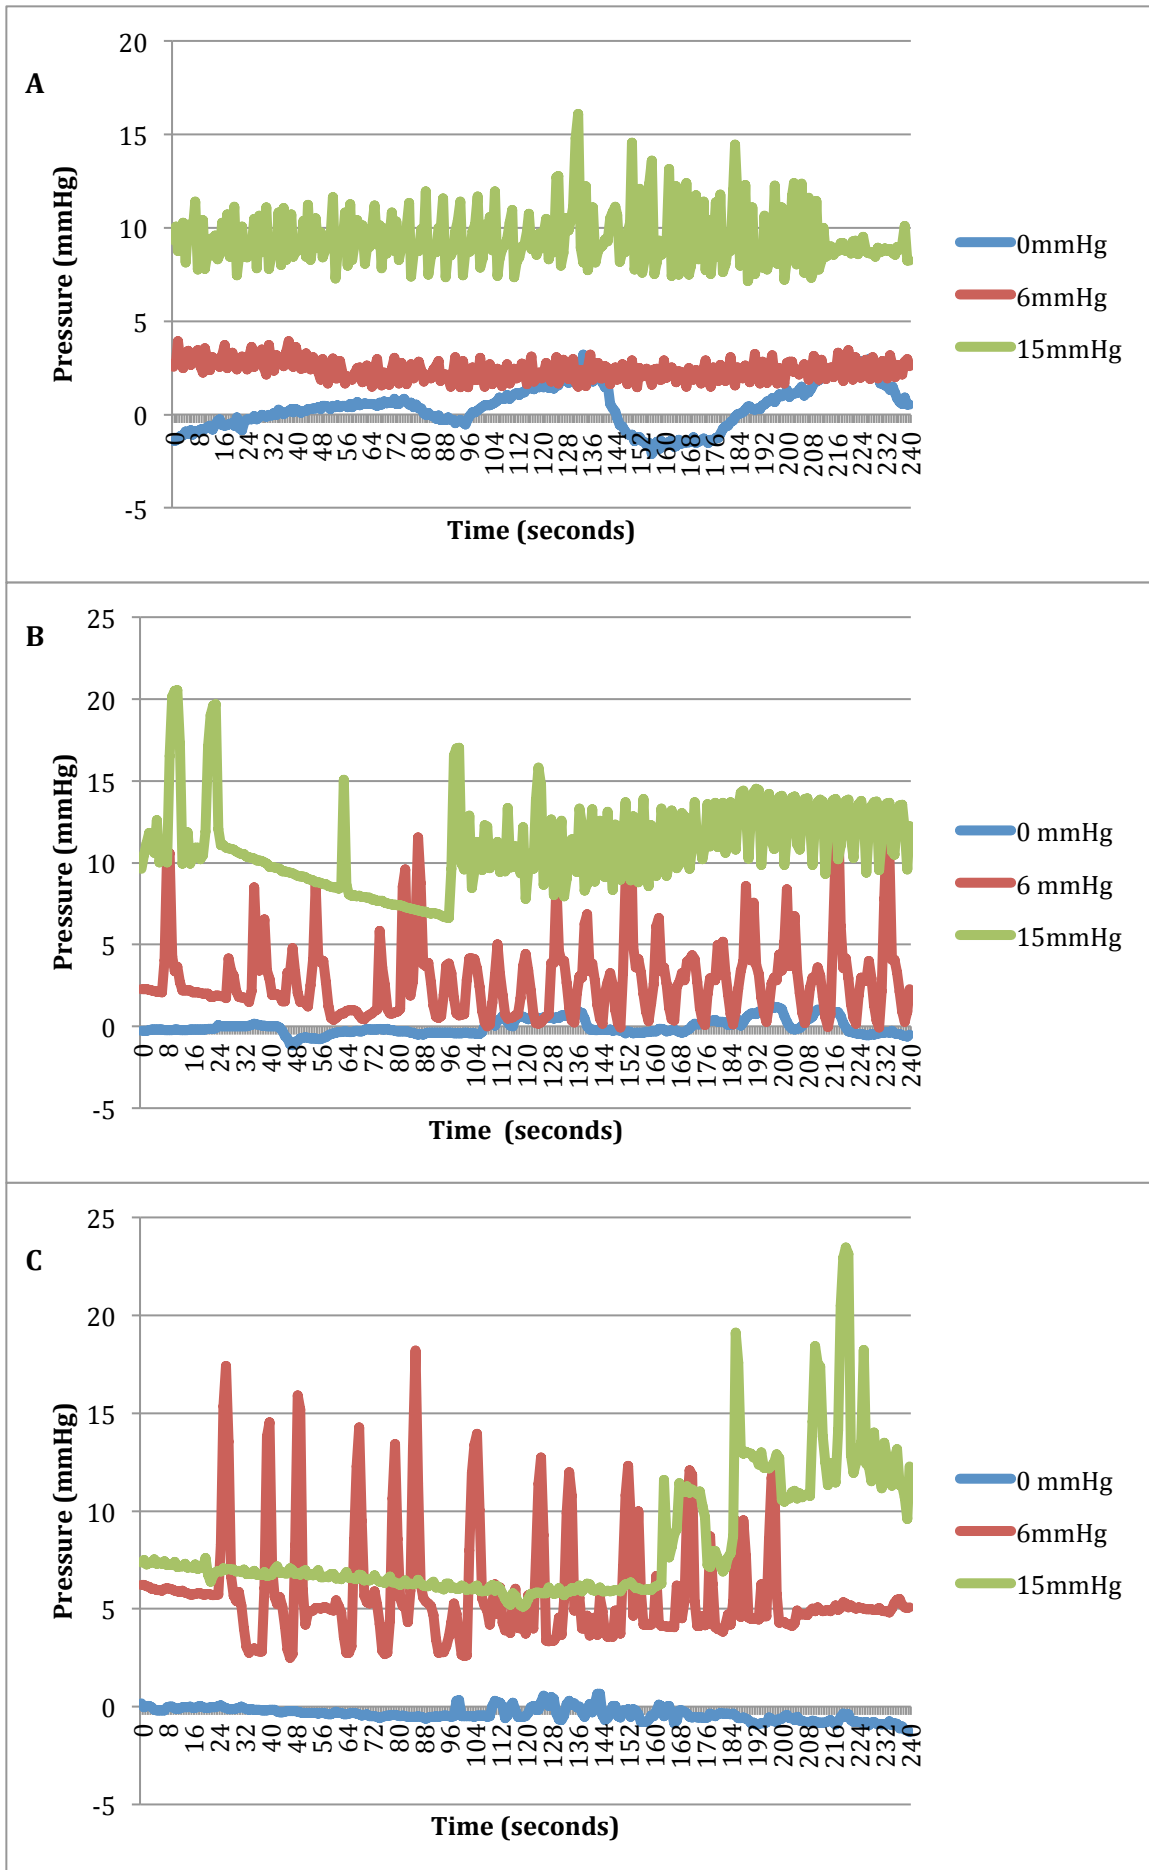 A
20
15
10
5
0
-5
Pressure (mmHg)
0 8 16 24 32 40 48 56 64 72 80 88 96 104 112 120 128 136 144 152 160 168 176 184 192 200 208 216 224 232 240
Time (seconds)
0mmHg
6mmHg
15mmHg
B
25
20
15
10
5
0
-5
Pressure (mmHg)
0 8 16 24 32 40 48 56 64 72 80 88 96 104 112 120 128 136 144 152 160 168 176 184 192 200 208 216 224 232 240
Time (seconds)
0 mmHg
6 mmHg
15mmHg
C
25
20
15
10
5
0
-5
Pressure (mmHg)
0 8 16 24 32 40 48 56 64 72 80 88 96 104 112 120 128 136 144 152 160 168 176 184 192 200 208 216 224 232 240
Time (seconds)
0 mmHg
6mmHg
15mmHg